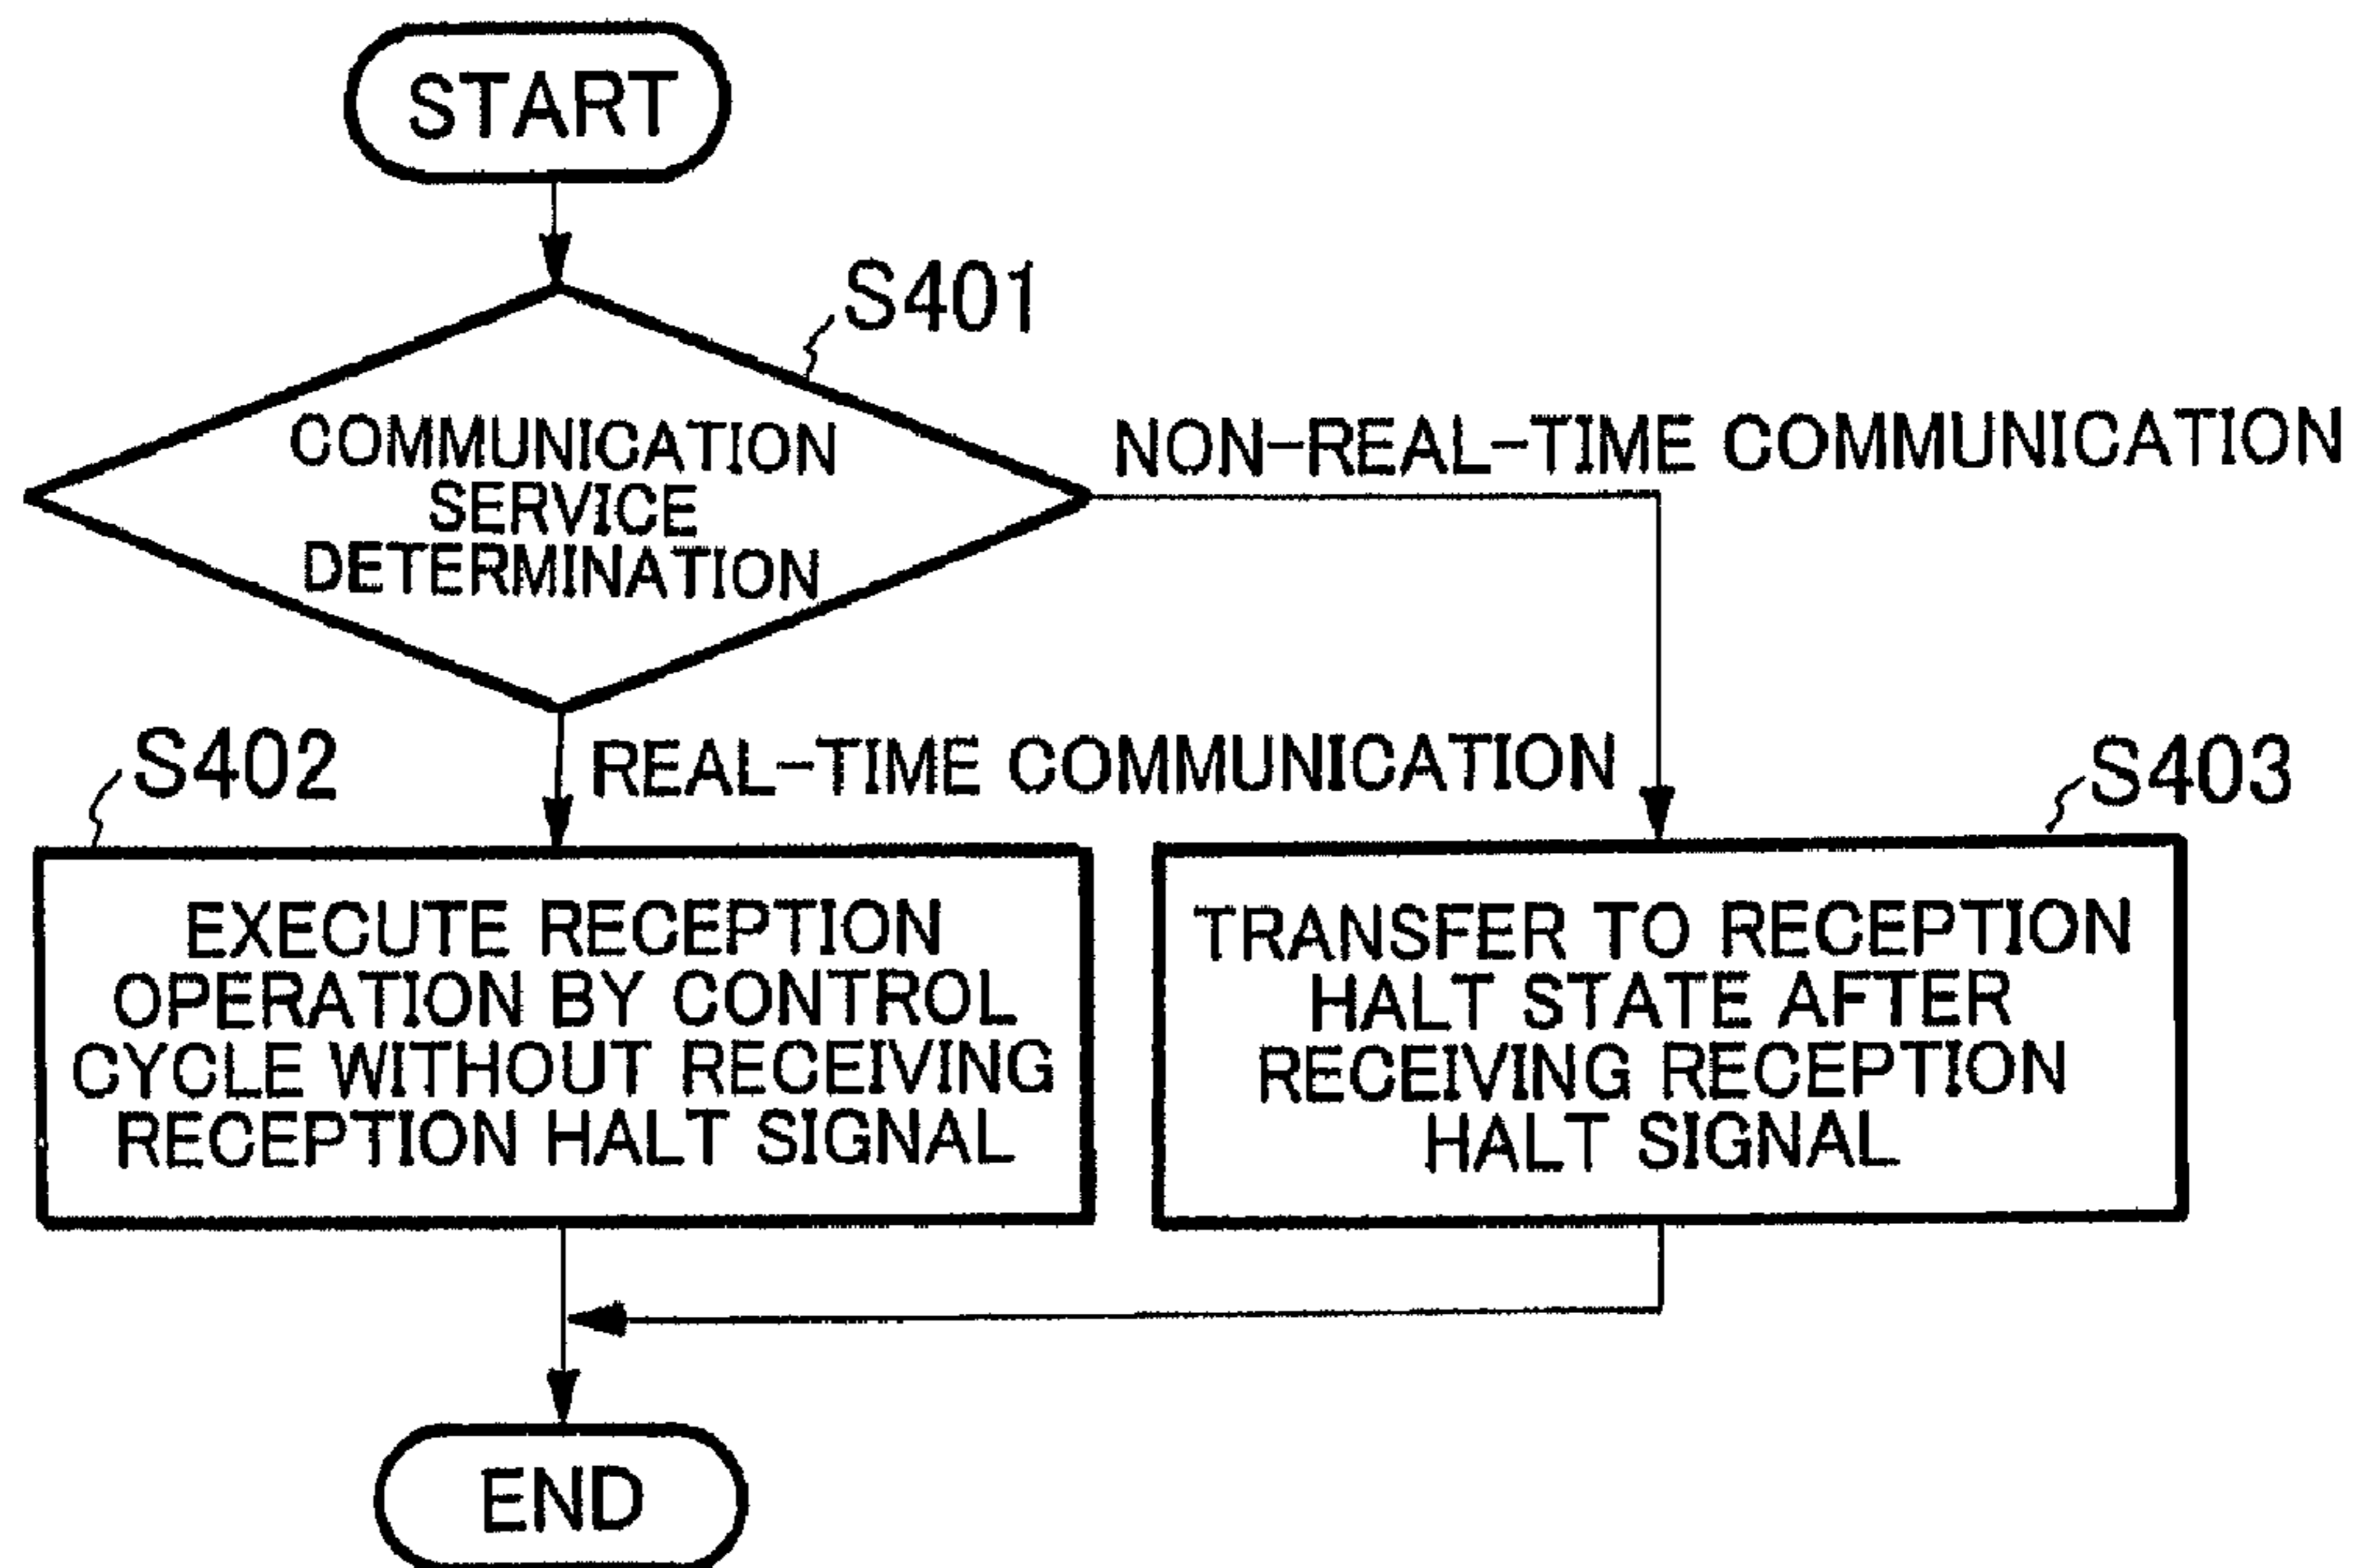 START
S401
COMMUNICATION
SERVICE
DETERMINATION
NON-REAL-TIME COMMUNICATION
REAL-TIME COMMUNICATION
S402
EXECUTE RECEPTION
OPERATION BY CONTROL
CYCLE WITHOUT RECEIVING
RECEPTION HALT SIGNAL
S403
TRANSFER TO RECEPTION
HALT STATE AFTER
RECEIVING RECEPTION
HALT SIGNAL
END